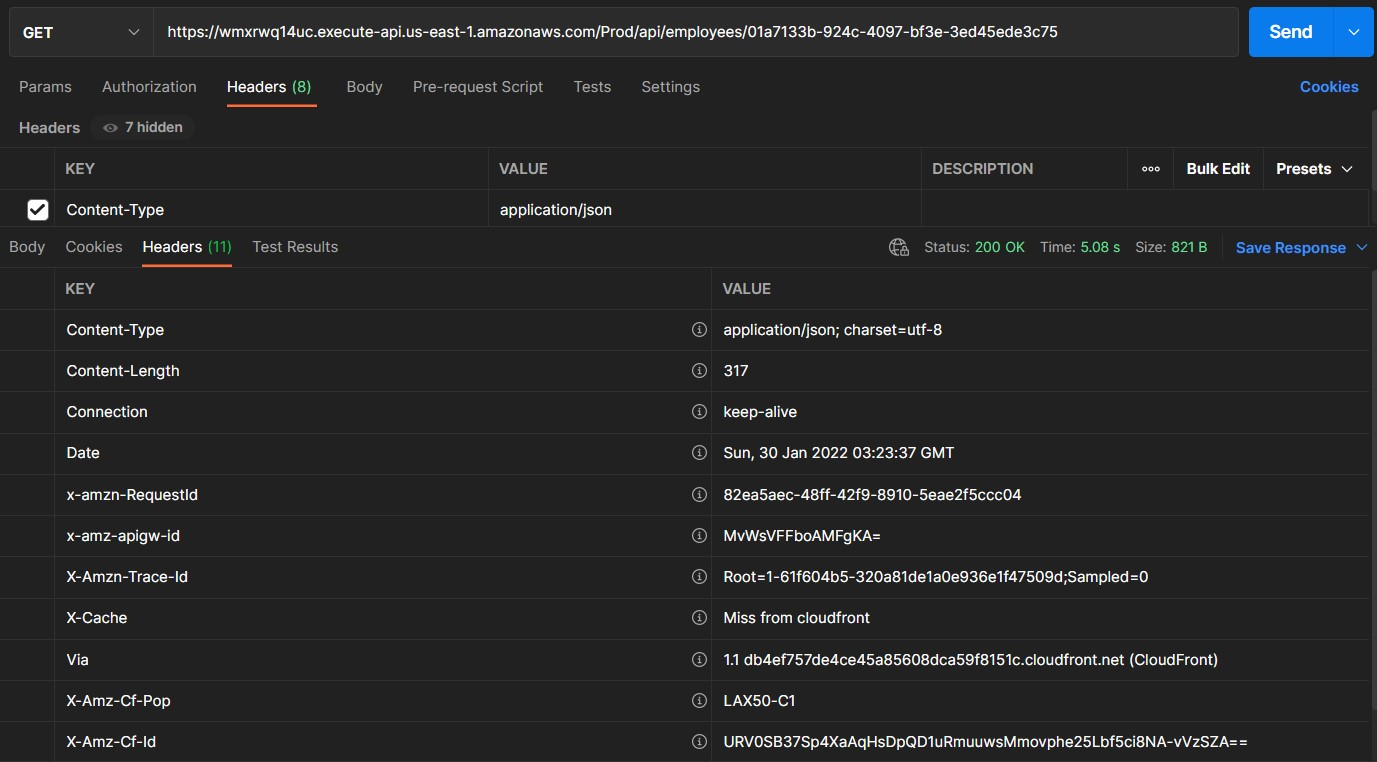 GET https://wmxrwq14uc.execute-api.us-east-1.amazonaws.com/Prod/api/employees/01a7133b-924c-4097-bf3e-3ed45ede3c75 Send
Params Authorization Headers (8) Body Pre-request Script Tests Settings Cookies
Headers 7 hidden
KEY VALUE DESCRIPTION ooo Bulk Edit Presets
Content-Type application/json
Body Cookies Headers (11) Test Results Status: 200 OK Time: 5.08 s Size: 821 B Save Response
KEY VALUE
Content-Type application/json; charset=utf-8
Content-Length 317
Connection keep-alive
Date Sun, 30 Jan 2022 03:23:37 GMT
x-amzn-RequestId 82ea5aec-48ff-42f9-8910-5eae2f5ccc04
x-amz-apigw-id MvWsVFFboAMFgKA=
X-Amzn-Trace-Id Root=1-61f604b5-320a81de1a0e936e1f47509d;Sampled=0
X-Cache Miss from cloudfront
Via 1.1 db4ef757de4ce45a85608dca59f8151c.cloudfront.net (CloudFront)
X-Amz-Cf-Pop LAX50-C1
X-Amz-Cf-Id URV0SB37Sp4XaAqHsDpQD1uRmuuwsMmovphe25Lbf5ci8NA-vVzSZA==